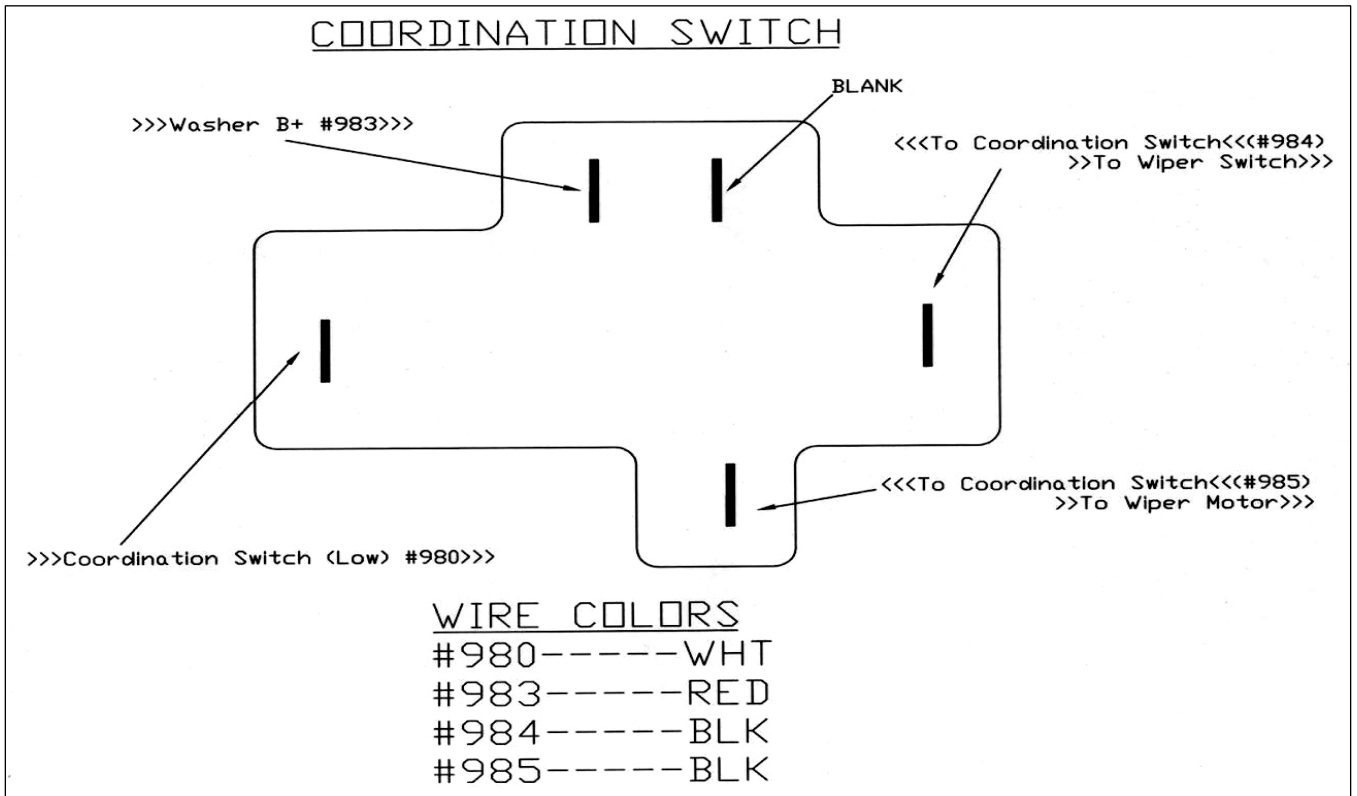 COORDINATION SWITCH
BLANK
>>>Washer B+ #983>>>
<<<To Coordination Switch<<(#984)
>>To Wiper Switch>>>
<<<To Coordination Switch<<(#985)
>>To Wiper Motor>>>
>>>Coordination Switch (Low) #980>>>
WIRE COLORS
#980-----WHT
#983-----RED
#984-----BLK
#985-----BLK